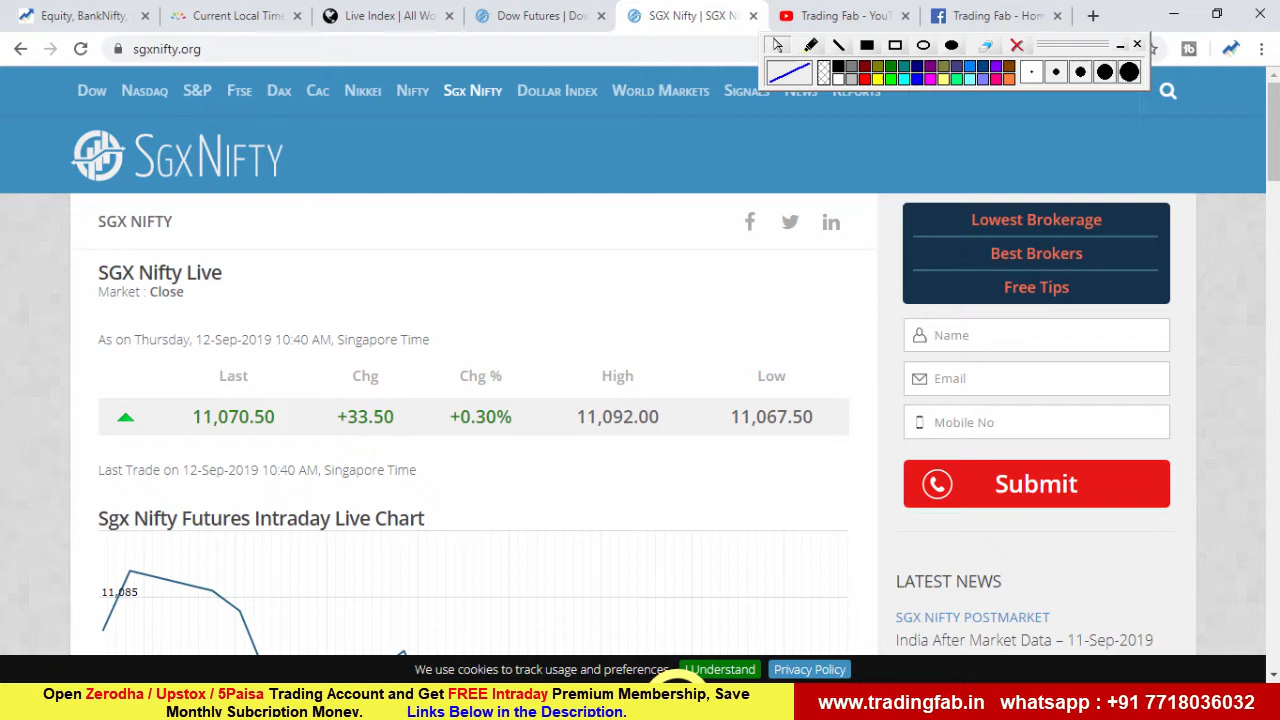 Equity, BankNifty,
Current Local Tim
Live Index | All Wo
Dow Futures | Do
SGX Nifty | SGX N
Trading Fab - You
Trading Fab - Hom
sgxnifty.org
Dow Nasdaq S&P Ftse Dax Cac Nikkei Nifty Sgx Nifty Dollar Index World Markets Signals News Reports
SgxNifty
SGX NIFTY
Lowest Brokerage
Best Brokers
Free Tips
SGX Nifty Live
Market : Close
Name
As on Thursday, 12-Sep-2019 10:40 AM, Singapore Time
Email
Last Chg Chg % High Low
11,070.50 +33.50 +0.30% 11,092.00 11,067.50
Mobile No
Last Trade on 12-Sep-2019 10:40 AM, Singapore Time
Submit
Sgx Nifty Futures Intraday Live Chart
11,085
LATEST NEWS
SGX NIFTY POSTMARKET
India After Market Data – 11-Sep-2019
We use cookies to track usage and preferences. I Understand Privacy Policy
Open Zerodha / Upstox / 5Paisa Trading Account and Get FREE Intraday Premium Membership, Save
Monthly Subcription Money. Links Below in the Description.
www.tradingfab.in whatsapp : +91 7718036032